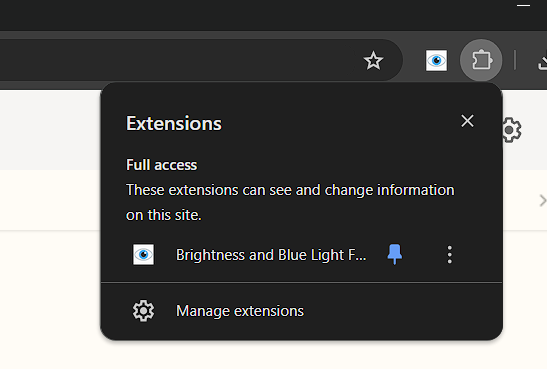 Extensions
Full access
These extensions can see and change information
on this site.
Brightness and Blue Light F...
Manage extensions